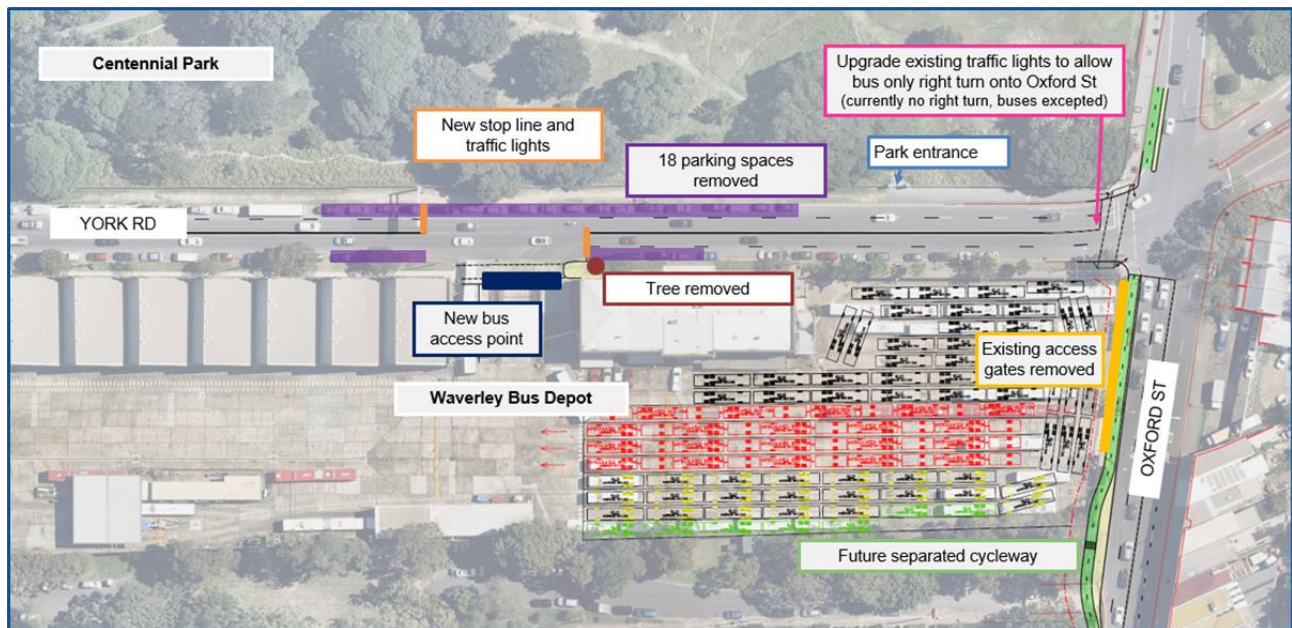 Centennial Park
Upgrade existing traffic lights to allow
bus only right turn onto Oxford St
(currently no right turn, buses excepted)
New stop line and
traffic lights
18 parking spaces
removed
Park entrance
YORK RD
Tree removed
New bus
access point
Existing access
gates removed
Waverley Bus Depot
OXFORD ST
Future separated cycleway